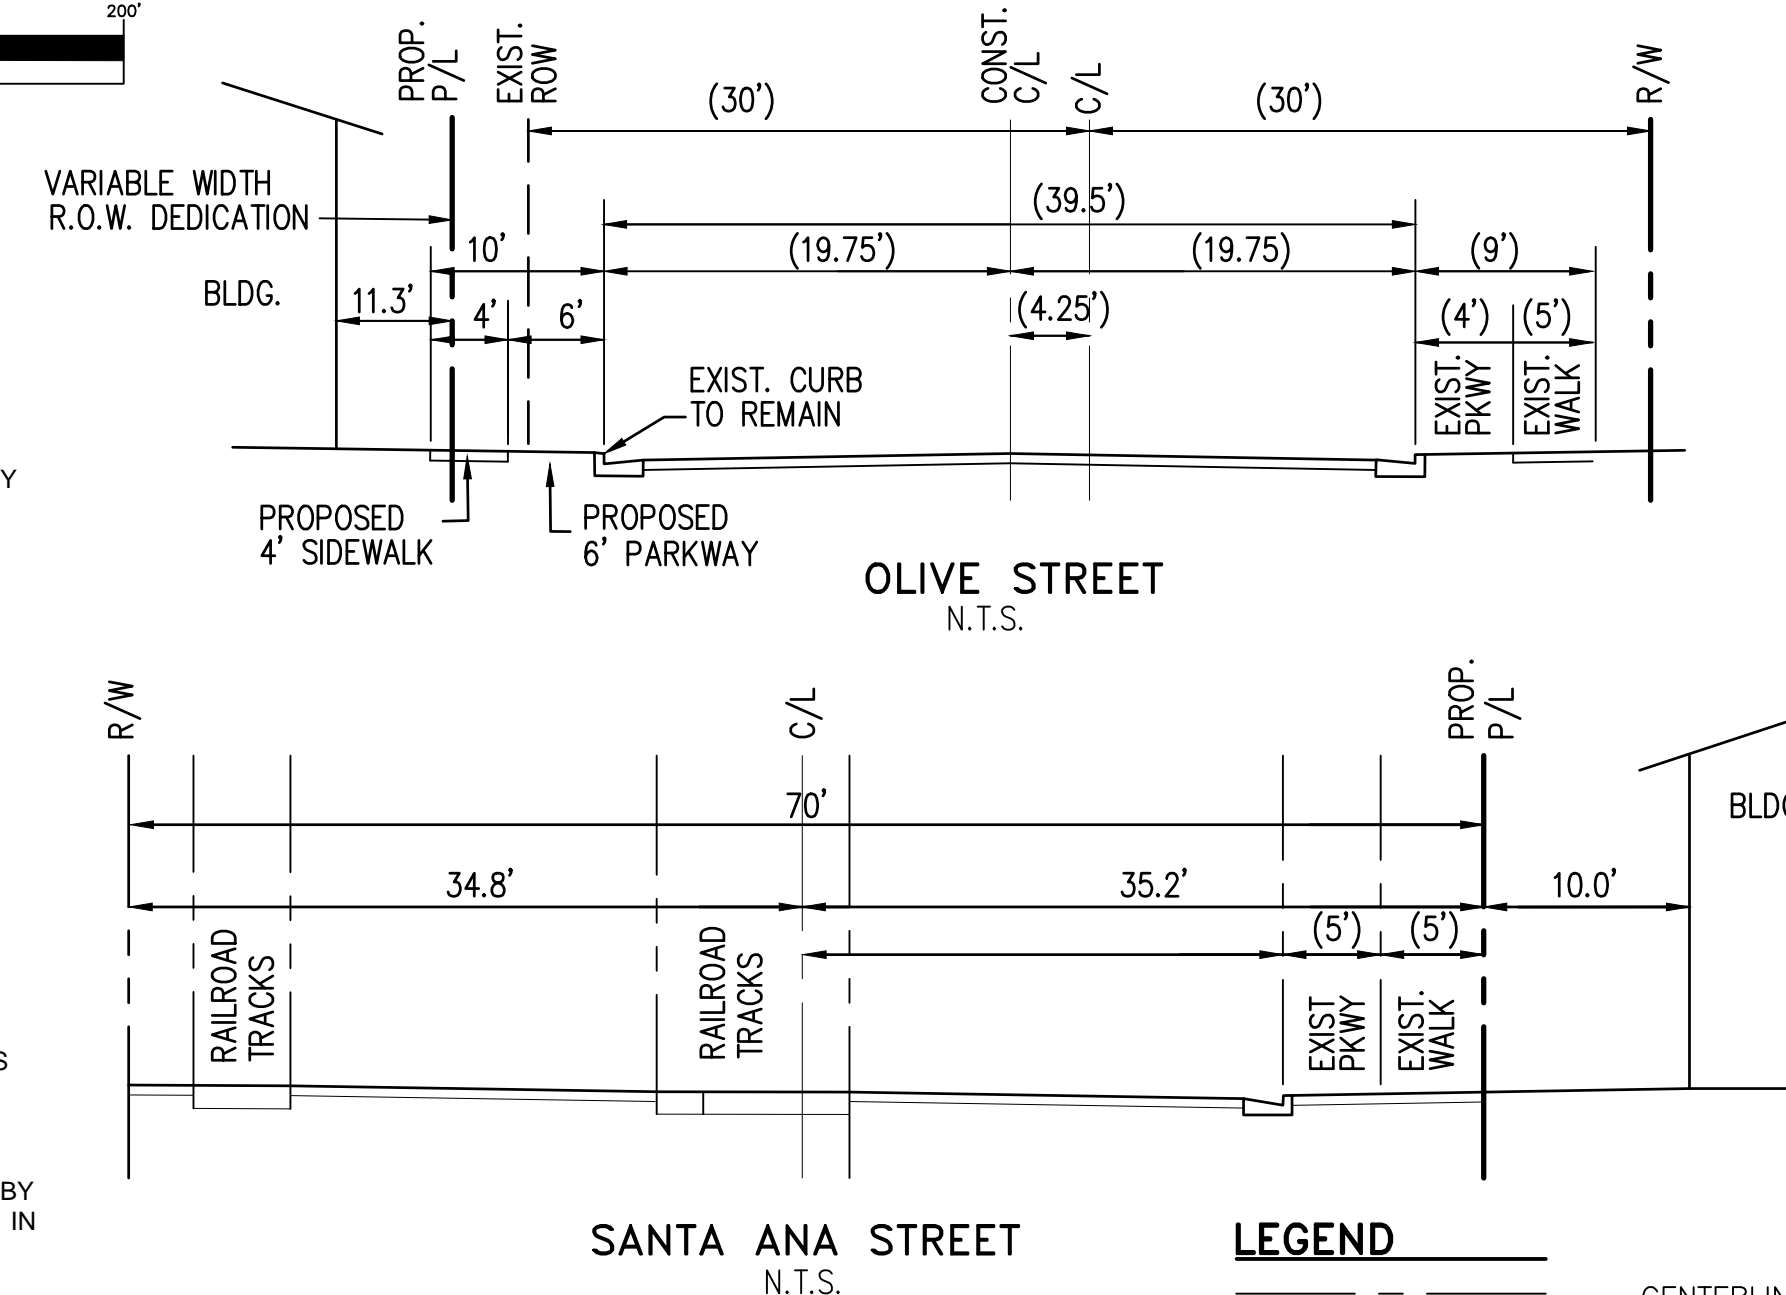 200'
PROP.
P/L
EXIST.
ROW
CONST.
C/L
C/L
R/W
(30')
(30')
VARIABLE WIDTH
R.O.W. DEDICATION
(39.5')
10'
(19.75')
(19.75)
(9')
BLDG.
11.3'
4'
6'
(4.25')
(4')
(5')
EXIST.
PKWY
EXIST.
WALK
EXIST. CURB
TO REMAIN
Y
PROPOSED
4' SIDEWALK
PROPOSED
6' PARKWAY
OLIVE STREET
N.T.S.
R/W
C/L
PROP.
P/L
70'
BLDG
34.8'
35.2'
10.0'
(5')
(5')
RAILROAD
TRACKS
RAILROAD
TRACKS
EXIST
PKWY
EXIST.
WALK
S
BY
IN
SANTA ANA STREET
N.T.S.
LEGEND